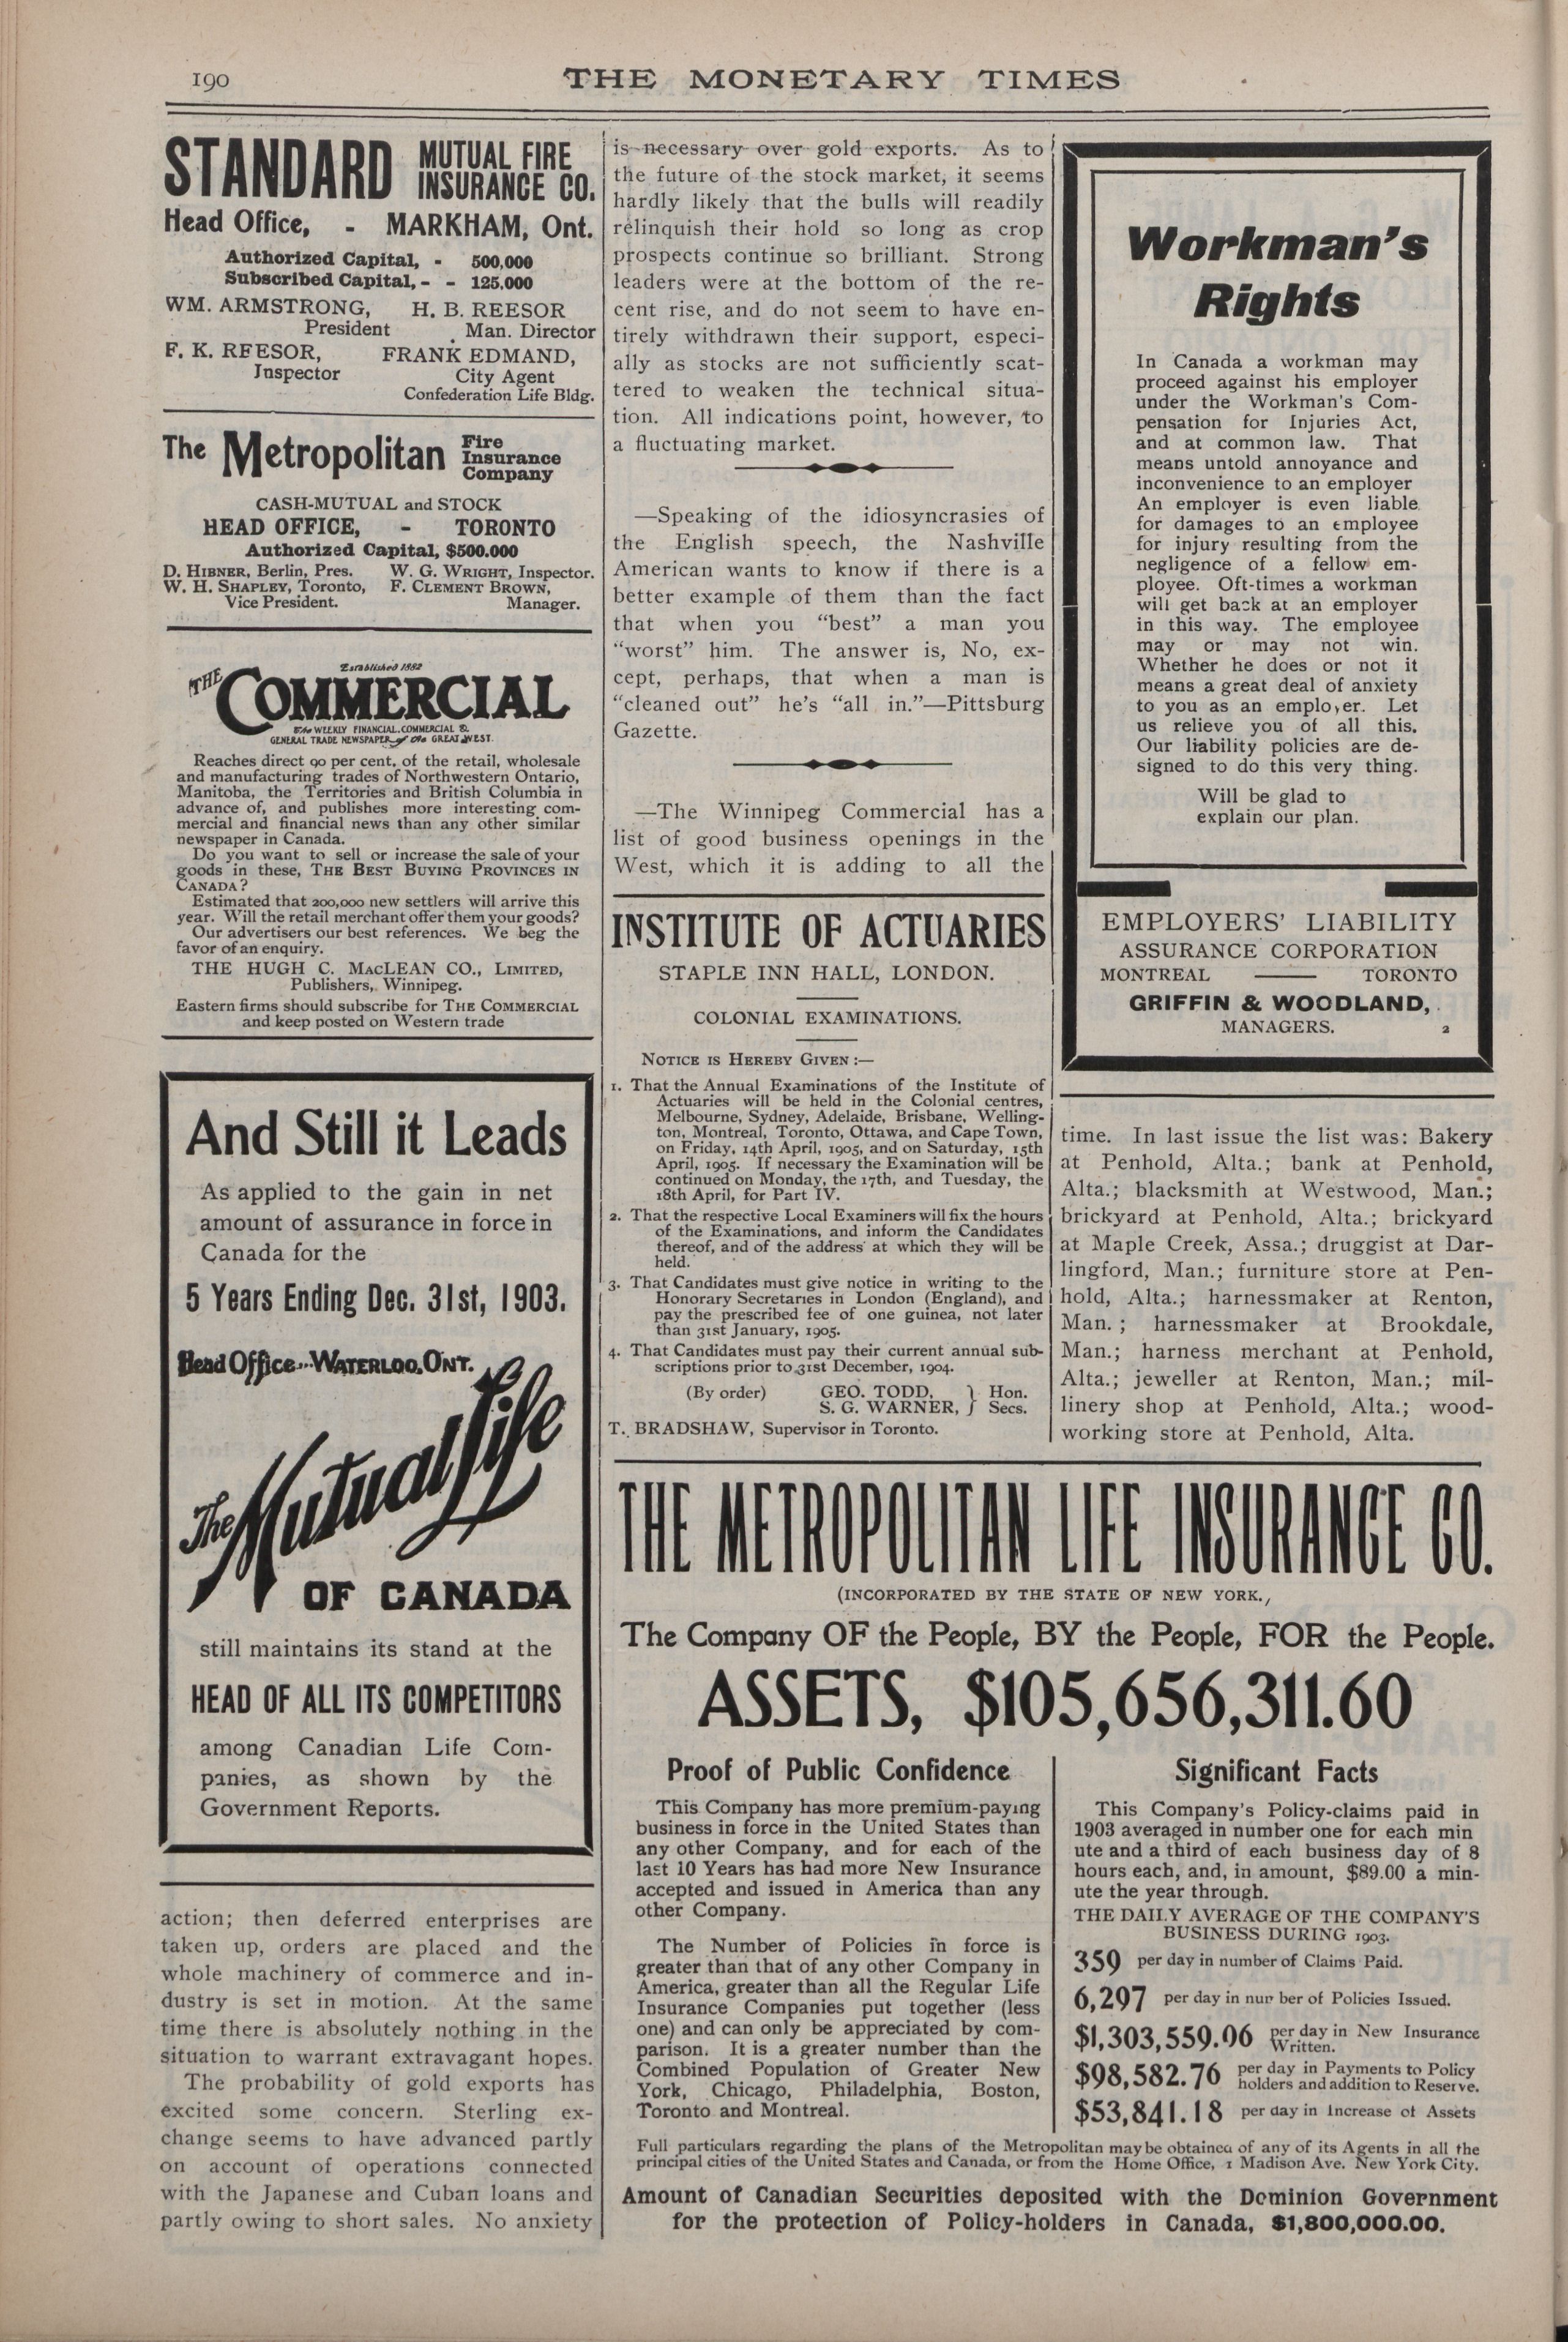 190
THE MONETARY TIMES
STANDARD MUTUAL FIRE
INSURANCE CO.
Head Office, - MARKHAM, Ont.
Authorized Capital, - 500,000
Subscribed Capital, - - 125,000
WM. ARMSTRONG, H. B. REESOR
President Man. Director
F. K. REESOR, FRANK EDMAND,
Inspector City Agent
Confederation Life Bldg.
The Metropolitan Fire
Insurance
Company
CASH-MUTUAL and STOCK
HEAD OFFICE, - TORONTO
Authorized Capital, $500.000
D. HIBNER, Berlin, Pres. W. G. WRIGHT, Inspector.
W. H. SHAPLEY, Toronto, F. CLEMENT BROWN,
Vice President. Manager.
Established 1882
THE COMMERCIAL
The WEEKLY FINANCIAL, COMMERCIAL &
GENERAL TRADE NEWSPAPER of the GREAT WEST.
Reaches direct 90 per cent. of the retail, wholesale
and manufacturing trades of Northwestern Ontario,
Manitoba, the Territories and British Columbia in
advance of, and publishes more interesting com-
mercial and financial news than any other similar
newspaper in Canada.
Do you want to sell or increase the sale of your
goods in these, THE BEST BUYING PROVINCES IN
CANADA?
Estimated that 200,000 new settlers will arrive this
year. Will the retail merchant offer them your goods?
Our advertisers our best references. We beg the
favor of an enquiry.
THE HUGH C. MACLEAN CO., LIMITED,
Publishers, Winnipeg.
Eastern firms should subscribe for THE COMMERCIAL
and keep posted on Western trade
And Still it Leads
As applied to the gain in net
amount of assurance in force in
Canada for the
5 Years Ending Dec. 31st, 1903.
Head Office... WATERLOO, ONT.
The Mutual Life
OF CANADA
still maintains its stand at the
HEAD OF ALL ITS COMPETITORS
among Canadian Life Com-
panies, as shown by the
Government Reports.
action; then deferred enterprises are
taken up, orders are placed and the
whole machinery of commerce and in-
dustry is set in motion. At the same
time there is absolutely nothing in the
situation to warrant extravagant hopes.
The probability of gold exports has
excited some concern. Sterling ex-
change seems to have advanced partly
on account of operations connected
with the Japanese and Cuban loans and
partly owing to short sales. No anxiety
is necessary over gold exports. As to
the future of the stock market, it seems
hardly likely that the bulls will readily
relinquish their hold so long as crop
prospects continue so brilliant. Strong
leaders were at the bottom of the re-
cent rise, and do not seem to have en-
tirely withdrawn their support, especi-
ally as stocks are not sufficiently scat-
tered to weaken the technical situa-
tion. All indications point, however, to
a fluctuating market.
—Speaking of the idiosyncrasies of
the English speech, the Nashville
American wants to know if there is a
better example of them than the fact
that when you "best" a man you
"worst" him. The answer is, No, ex-
cept, perhaps, that when a man is
"cleaned out" he's "all in."—Pittsburg
Gazette.
—The Winnipeg Commercial has a
list of good business openings in the
West, which it is adding to all the
INSTITUTE OF ACTUARIES
STAPLE INN HALL, LONDON.
COLONIAL EXAMINATIONS.
NOTICE IS HEREBY GIVEN :—
1. That the Annual Examinations of the Institute of
Actuaries will be held in the Colonial centres,
Melbourne, Sydney, Adelaide, Brisbane, Welling-
ton, Montreal, Toronto, Ottawa, and Cape Town,
on Friday, 14th April, 1905, and on Saturday, 15th
April, 1905. If necessary the Examination will be
continued on Monday, the 17th, and Tuesday, the
18th April, for Part IV.
2. That the respective Local Examiners will fix the hours
of the Examinations, and inform the Candidates
thereof, and of the address at which they will be
held.
3. That Candidates must give notice in writing to the
Honorary Secretaries in London (England), and
pay the prescribed fee of one guinea, not later
than 31st January, 1905.
4. That Candidates must pay their current annual sub-
scriptions prior to 31st December, 1904.
(By order) GEO. TODD, } Hon.
S. G. WARNER, } Secs.
T. BRADSHAW, Supervisor in Toronto.
Workman's
Rights
In Canada a workman may
proceed against his employer
under the Workman's Com-
pensation for Injuries Act,
and at common law. That
means untold annoyance and
inconvenience to an employer
An employer is even liable
for damages to an employee
for injury resulting from the
negligence of a fellow em-
ployee. Oft-times a workman
will get back at an employer
in this way. The employee
may or may not win.
Whether he does or not it
means a great deal of anxiety
to you as an employer. Let
us relieve you of all this.
Our liability policies are de-
signed to do this very thing.
Will be glad to
explain our plan.
EMPLOYERS' LIABILITY
ASSURANCE CORPORATION
MONTREAL —— TORONTO
GRIFFIN & WOODLAND,
MANAGERS. 2
time. In last issue the list was: Bakery
at Penhold, Alta.; bank at Penhold,
Alta.; blacksmith at Westwood, Man.;
brickyard at Penhold, Alta.; brickyard
at Maple Creek, Assa.; druggist at Dar-
lingford, Man.; furniture store at Pen-
hold, Alta.; harnessmaker at Renton,
Man. ; harnessmaker at Brookdale,
Man.; harness merchant at Penhold,
Alta.; jeweller at Renton, Man.; mil-
linery shop at Penhold, Alta.; wood-
working store at Penhold, Alta.
THE METROPOLITAN LIFE INSURANCE CO.
(INCORPORATED BY THE STATE OF NEW YORK.,
The Company OF the People, BY the People, FOR the People.
ASSETS, $105,656,311.60
Proof of Public Confidence
This Company has more premium-paying
business in force in the United States than
any other Company, and for each of the
last 10 Years has had more New Insurance
accepted and issued in America than any
other Company.
The Number of Policies in force is
greater than that of any other Company in
America, greater than all the Regular Life
Insurance Companies put together (less
one) and can only be appreciated by com-
parison. It is a greater number than the
Combined Population of Greater New
York, Chicago, Philadelphia, Boston,
Toronto and Montreal.
Significant Facts
This Company's Policy-claims paid in
1903 averaged in number one for each min
ute and a third of each business day of 8
hours each, and, in amount, $89.00 a min-
ute the year through.
THE DAILY AVERAGE OF THE COMPANY'S
BUSINESS DURING 1903.
359 per day in number of Claims Paid.
6,297 per day in number of Policies Issued.
$1,303,559.06 per day in New Insurance
Written.
$98,582.76 per day in Payments to Policy
holders and addition to Reserve.
$53,841.18 per day in Increase of Assets
Full particulars regarding the plans of the Metropolitan may be obtained of any of its Agents in all the
principal cities of the United States and Canada, or from the Home Office, 1 Madison Ave. New York City.
Amount of Canadian Securities deposited with the Dominion Government
for the protection of Policy-holders in Canada, $1,800,000.00.